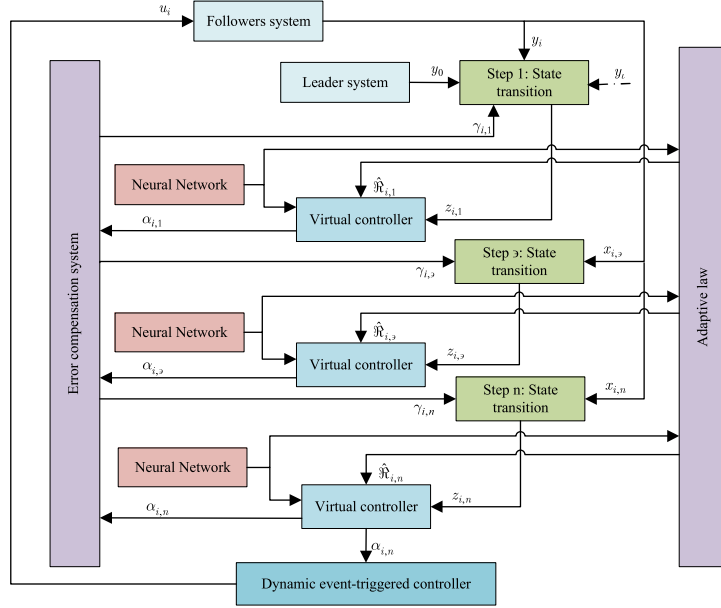 u_i
Followers system
y_i
Leader system
y_0
Step 1: State
transition
y_ι
γ_{i,1}
Neural Network
ℜ̂_{i,1}
α_{i,1}
Virtual controller
z_{i,1}
Error compensation system
Adaptive law
γ_{i,϶}
Step ϶: State
transition
x_{i,϶}
Neural Network
ℜ̂_{i,϶}
α_{i,϶}
Virtual controller
z_{i,϶}
γ_{i,n}
Step n: State
transition
x_{i,n}
Neural Network
ℜ̂_{i,n}
α_{i,n}
Virtual controller
z_{i,n}
α_{i,n}
Dynamic event-triggered controller